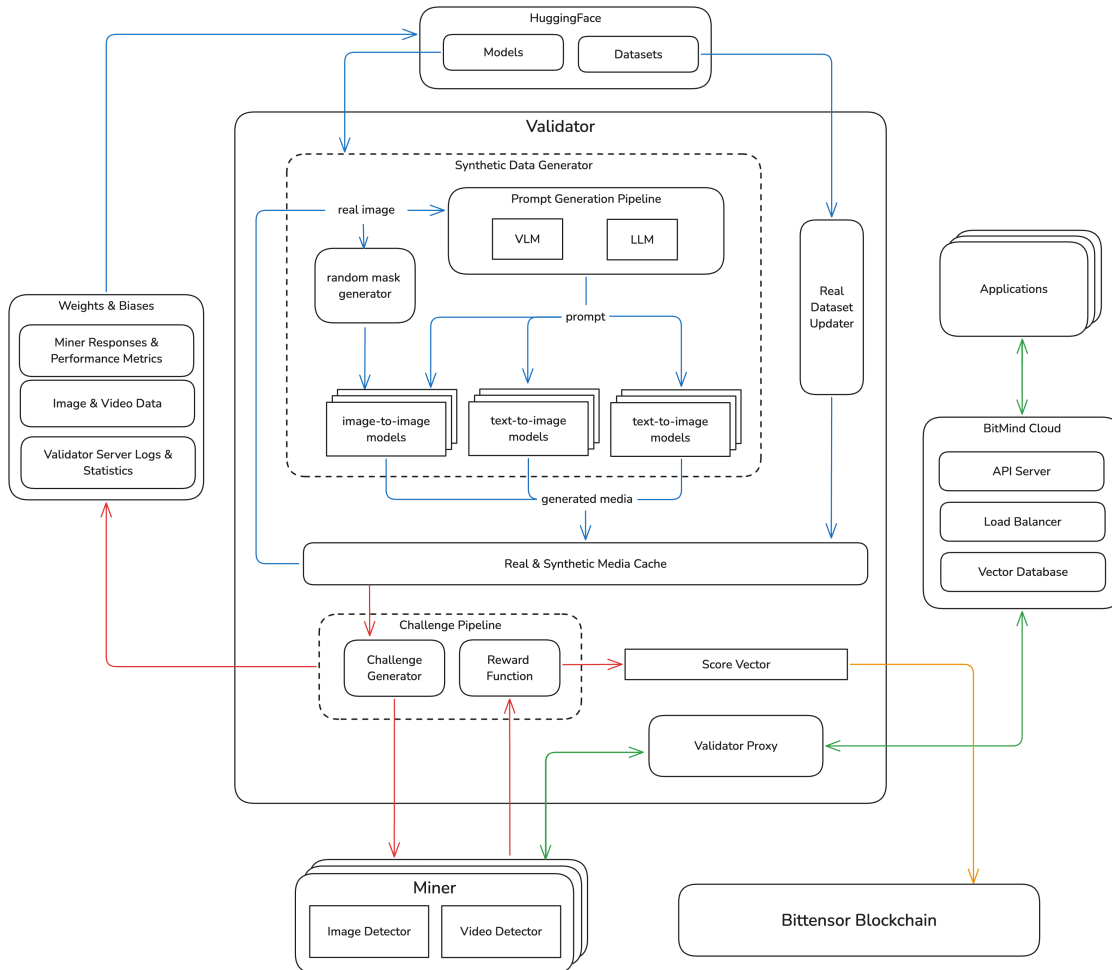 HuggingFace
Models
Datasets
Validator
Synthetic Data Generator
real image
Prompt Generation Pipeline
VLM
LLM
random mask
generator
prompt
image-to-image
models
text-to-image
models
text-to-image
models
generated media
Real
Dataset
Updater
Real & Synthetic Media Cache
Weights & Biases
Miner Responses &
Performance Metrics
Image & Video Data
Validator Server Logs &
Statistics
Applications
BitMind Cloud
API Server
Load Balancer
Vector Database
Challenge Pipeline
Challenge
Generator
Reward
Function
Score Vector
Validator Proxy
Miner
Image Detector
Video Detector
Bittensor Blockchain